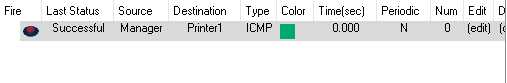 Fire Last Status Source Destination Type Color Time(sec) Periodic Num Edit
Successful Manager Printer1 ICMP 0.000 N 0 (edit)